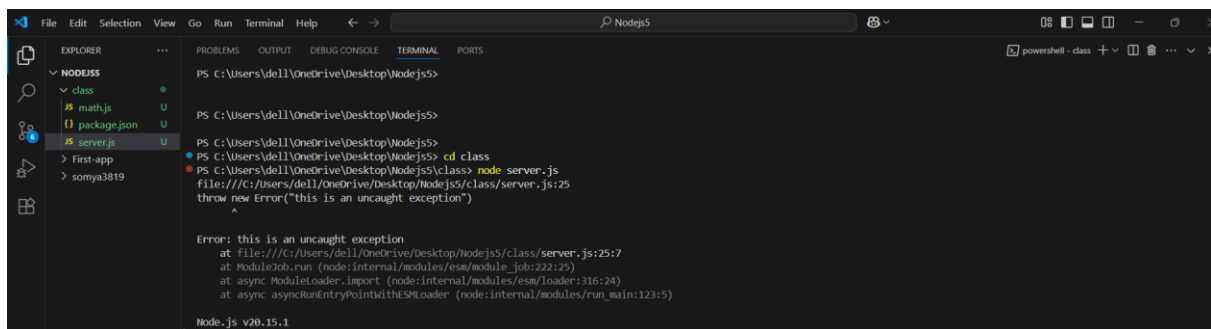 File Edit Selection View Go Run Terminal Help ← → Nodejs5
EXPLORER ...
NODEJS5
class
JS math.js U
{} package.json U
JS server.js U
First-app
somya3819
6
PROBLEMS OUTPUT DEBUG CONSOLE TERMINAL PORTS powershell - class
PS C:\Users\dell\OneDrive\Desktop\Nodejs5>
PS C:\Users\dell\OneDrive\Desktop\Nodejs5>
PS C:\Users\dell\OneDrive\Desktop\Nodejs5>
PS C:\Users\dell\OneDrive\Desktop\Nodejs5> cd class
PS C:\Users\dell\OneDrive\Desktop\Nodejs5\class> node server.js
file:///C:/Users/dell/OneDrive/Desktop/Nodejs5/class/server.js:25
throw new Error("this is an uncaught exception")
^
Error: this is an uncaught exception
at file:///C:/Users/dell/OneDrive/Desktop/Nodejs5/class/server.js:25:7
at ModuleJob.run (node:internal/modules/esm/module_job:222:25)
at async ModuleLoader.import (node:internal/modules/esm/loader:316:24)
at async asyncRunEntryPointWithESMLoader (node:internal/modules/run_main:123:5)
Node.js v20.15.1